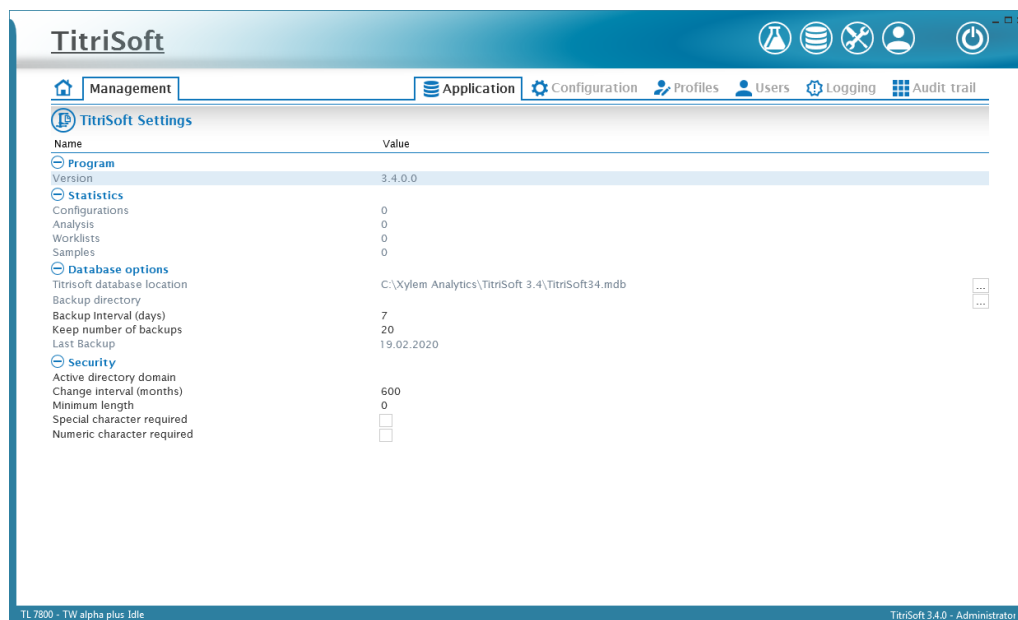 TitriSoft
Management Application Configuration Profiles Users Logging Audit trail
TitriSoft Settings
Name Value
Program
Version 3.4.0.0
Statistics
Configurations 0
Analysis 0
Worklists 0
Samples 0
Database options
Titrisoft database location C:\Xylem Analytics\TitriSoft 3.4\TitriSoft34.mdb ...
Backup directory ...
Backup Interval (days) 7
Keep number of backups 20
Last Backup 19.02.2020
Security
Active directory domain
Change interval (months) 600
Minimum length 0
Special character required
Numeric character required
TL 7800 - TW alpha plus Idle TitriSoft 3.4.0 - Administrator